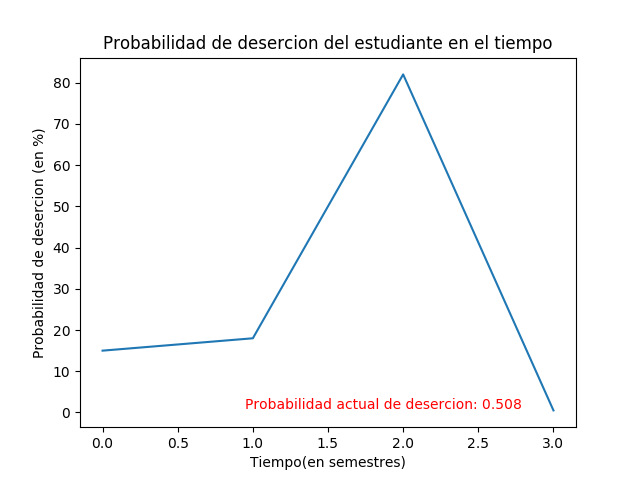 Probabilidad de desercion del estudiante en el tiempo
Probabilidad de desercion (en %)
80
70
60
50
40
30
20
10
0
Probabilidad actual de desercion: 0.508
0.0 0.5 1.0 1.5 2.0 2.5 3.0
Tiempo(en semestres)